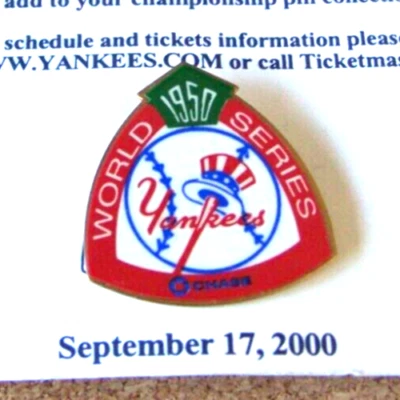 add to your championship pin collection
schedule and tickets information please
WW.YANKEES.COM or call Ticketmas
1950
WORLD SERIES
Yankees
CHASE
September 17, 2000